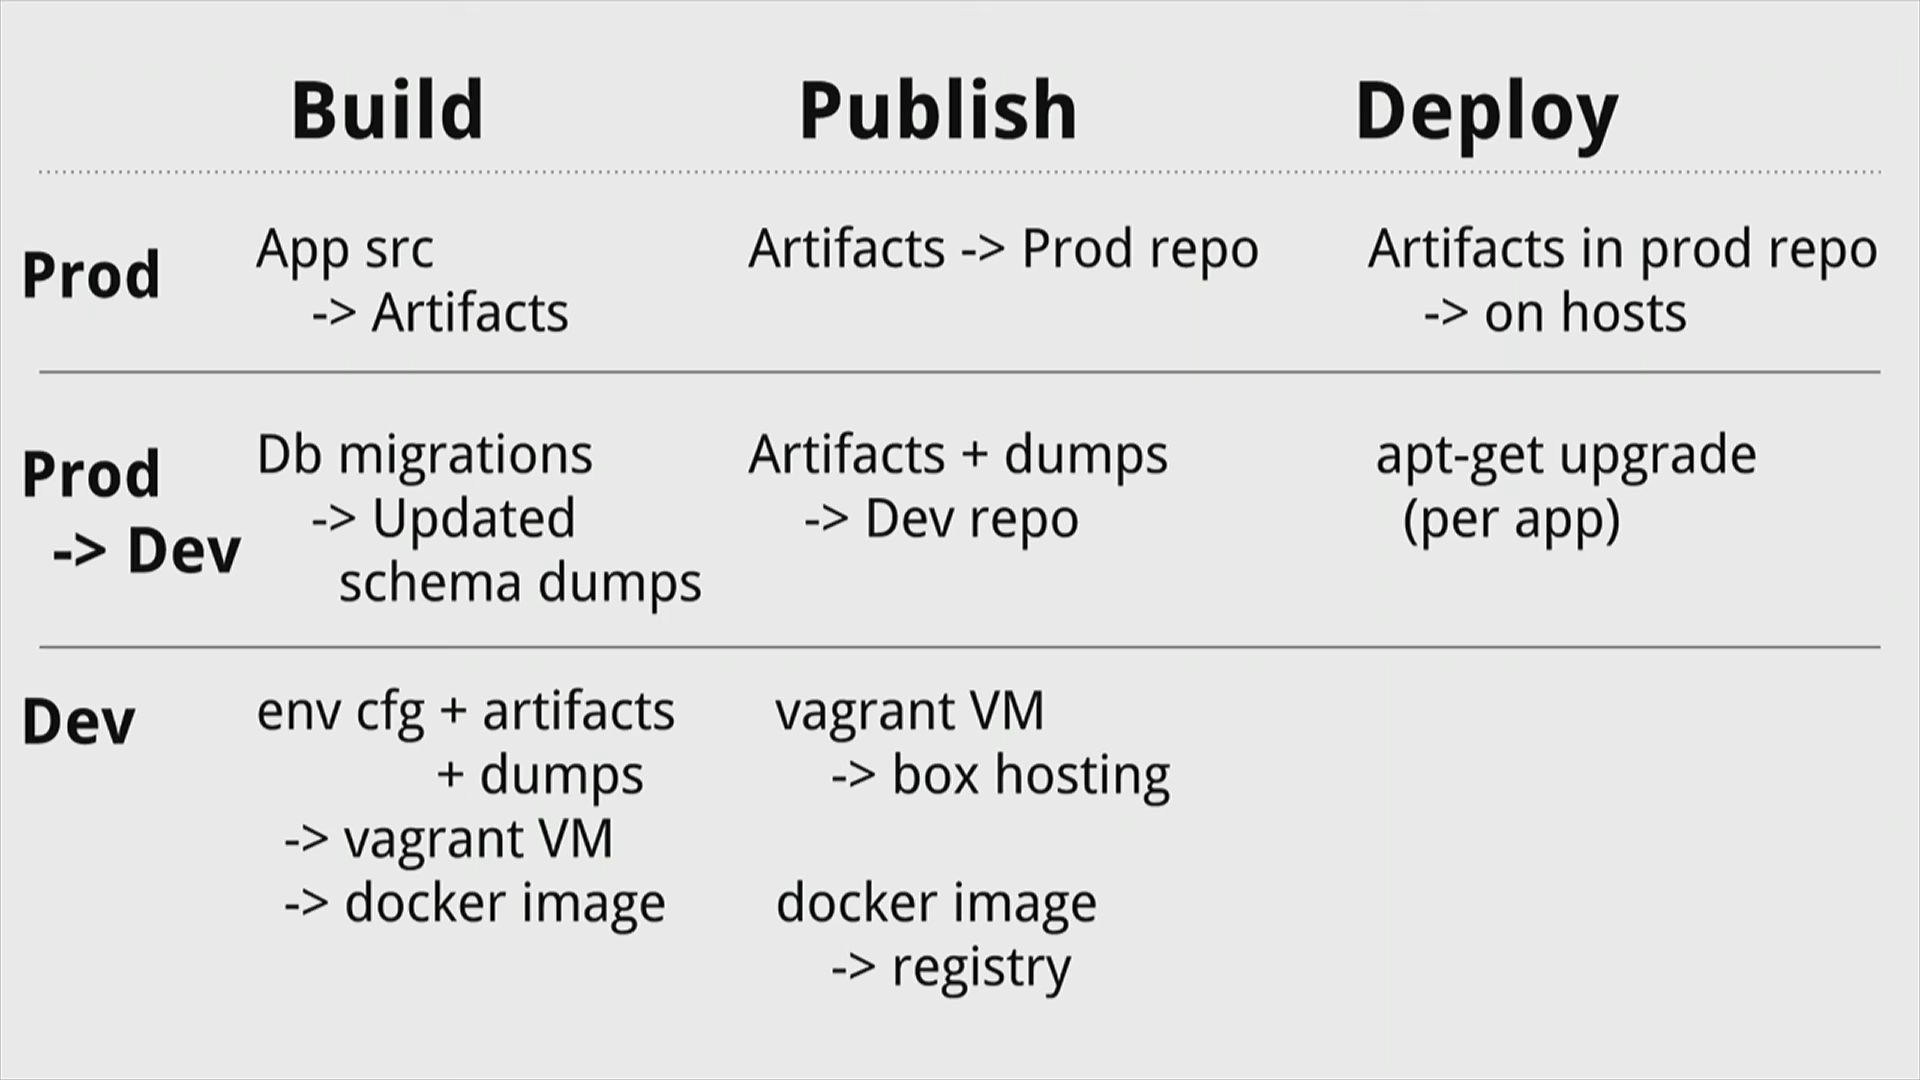 Build Publish Deploy
Prod
App src
-> Artifacts
Artifacts -> Prod repo
Artifacts in prod repo
-> on hosts
Prod
-> Dev
Db migrations
-> Updated
schema dumps
Artifacts + dumps
-> Dev repo
apt-get upgrade
(per app)
Dev
env cfg + artifacts
+ dumps
-> vagrant VM
-> docker image
vagrant VM
-> box hosting
docker image
-> registry